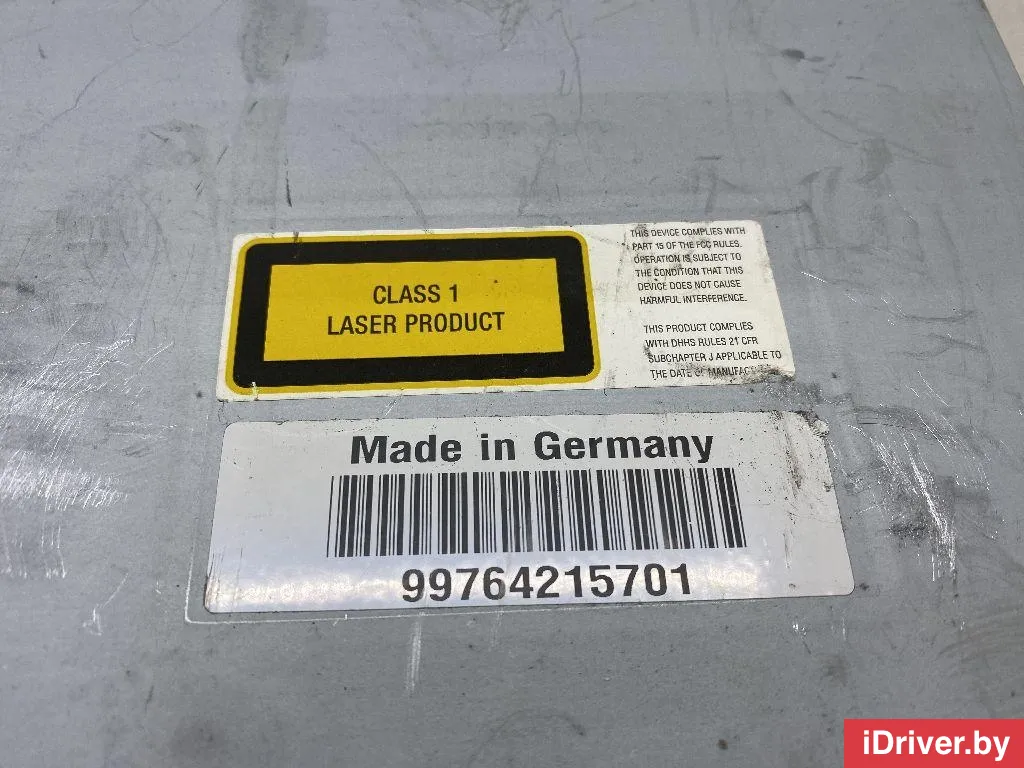 CLASS 1
LASER PRODUCT
THIS DEVICE COMPLIES WITH
PART 15 OF THE FCC RULES.
OPERATION IS SUBJECT TO
THE CONDITION THAT THIS
DEVICE DOES NOT CAUSE
HARMFUL INTERFERENCE.
THIS PRODUCT COMPLIES
WITH DHHS RULES 21 CFR
SUBCHAPTER J APPLICABLE TO
THE DATE OF
Made in Germany
99764215701
iDriver.by